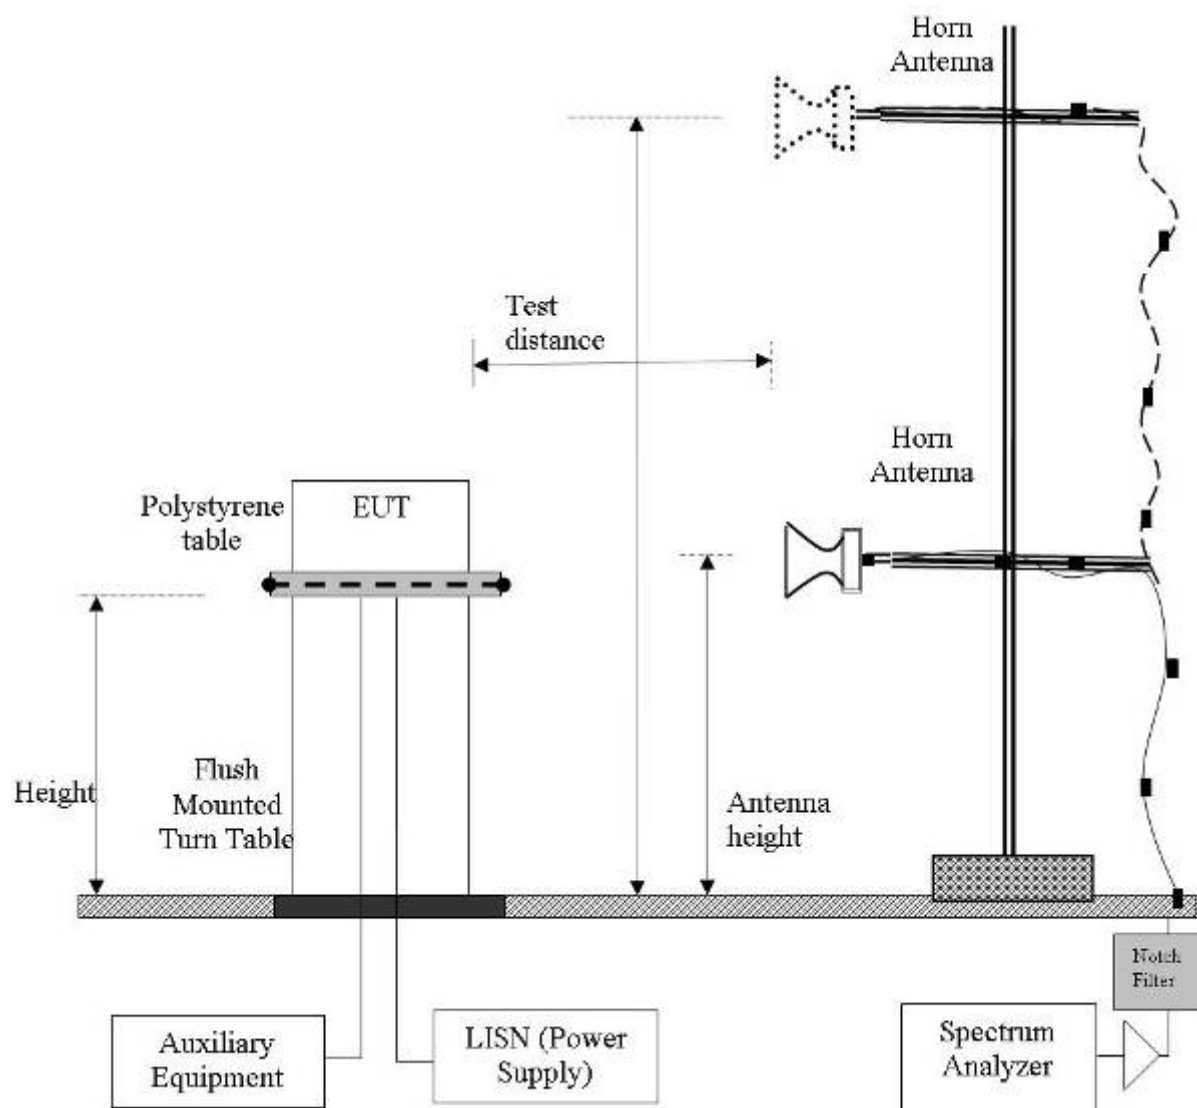 Horn
Antenna
Test
distance
Horn
Antenna
Polystyrene
table
EUT
Height
Flush
Mounted
Turn Table
Antenna
height
Notch
Filter
Auxiliary
Equipment
LISN (Power
Supply)
Spectrum
Analyzer